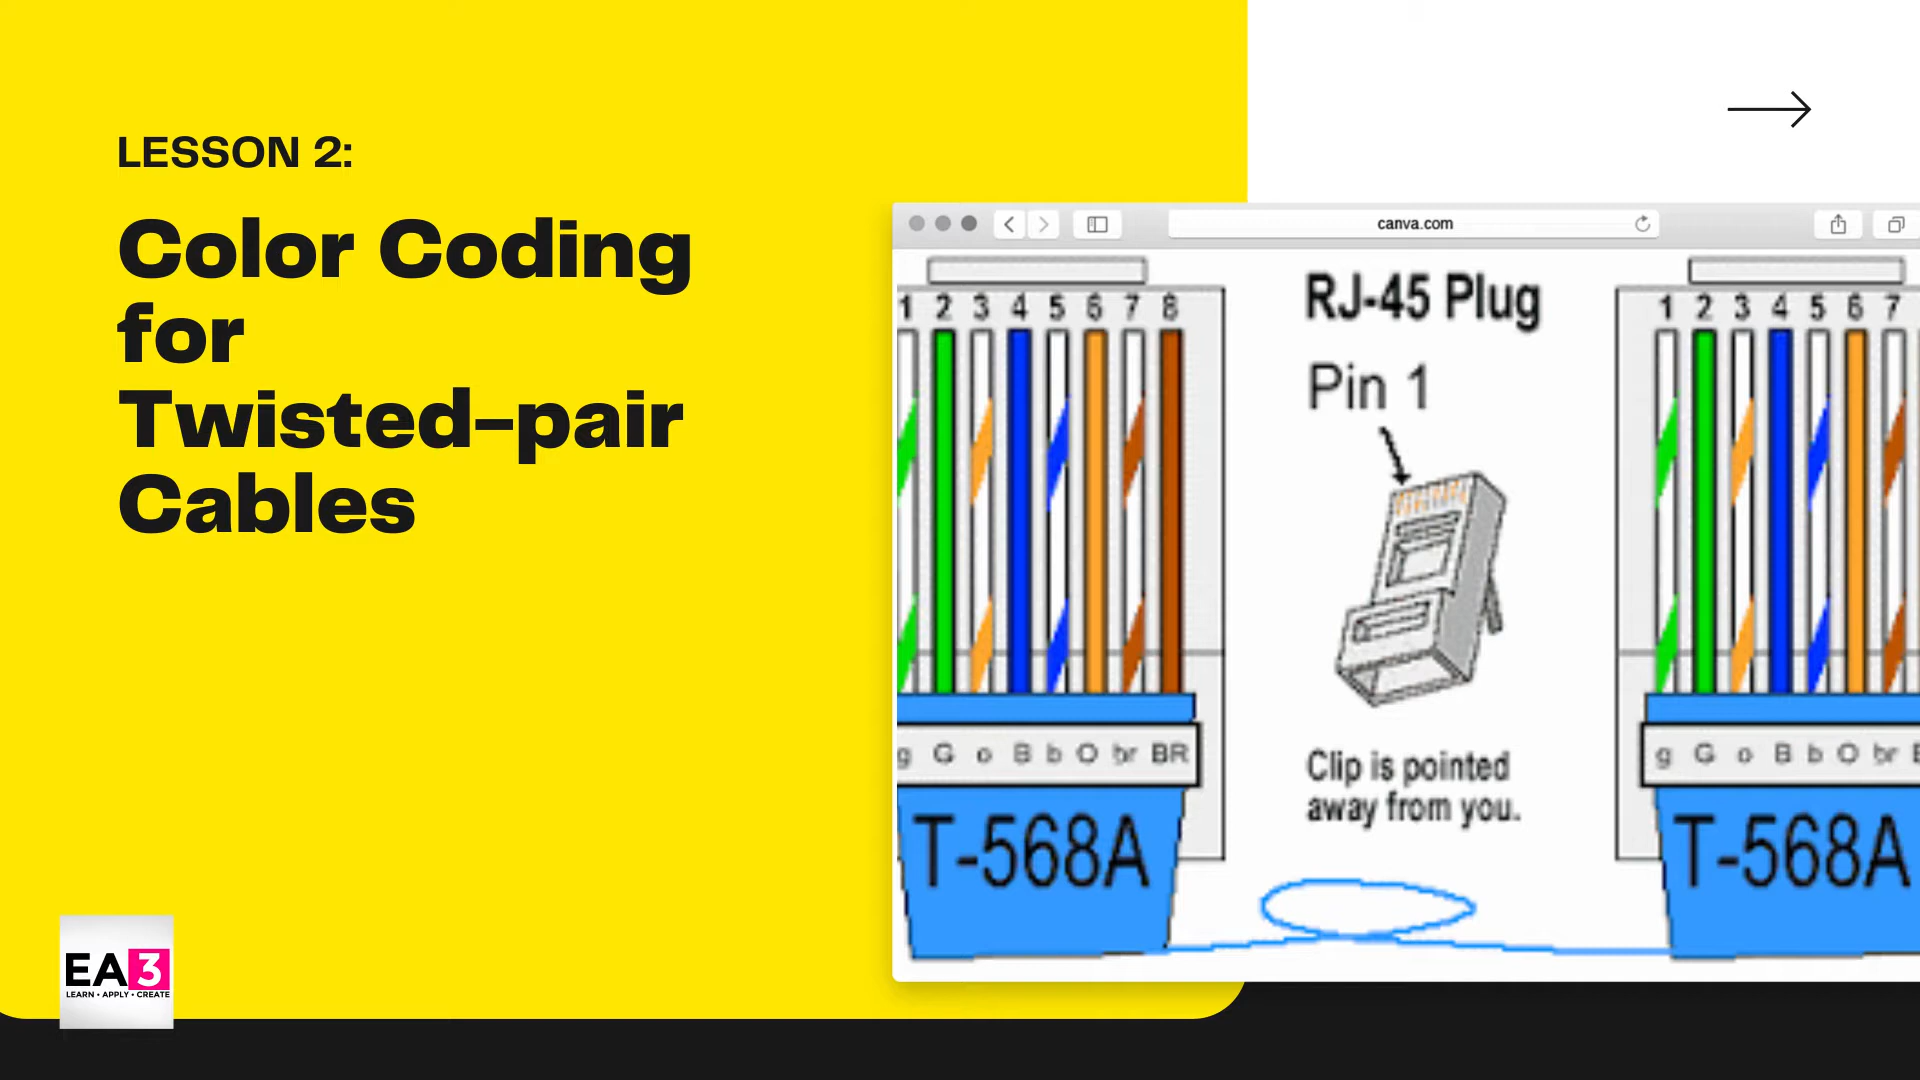 LESSON 2:
Color Coding
for
Twisted-pair
Cables
canva.com
1 2 3 4 5 6 7 8
RJ-45 Plug
Pin 1
1 2 3 4 5 6 7
Clip is pointed
away from you.
g G o B b O br BR
T-568A
g G o B b O br
T-568A
EA3
LEARN • APPLY • CREATE